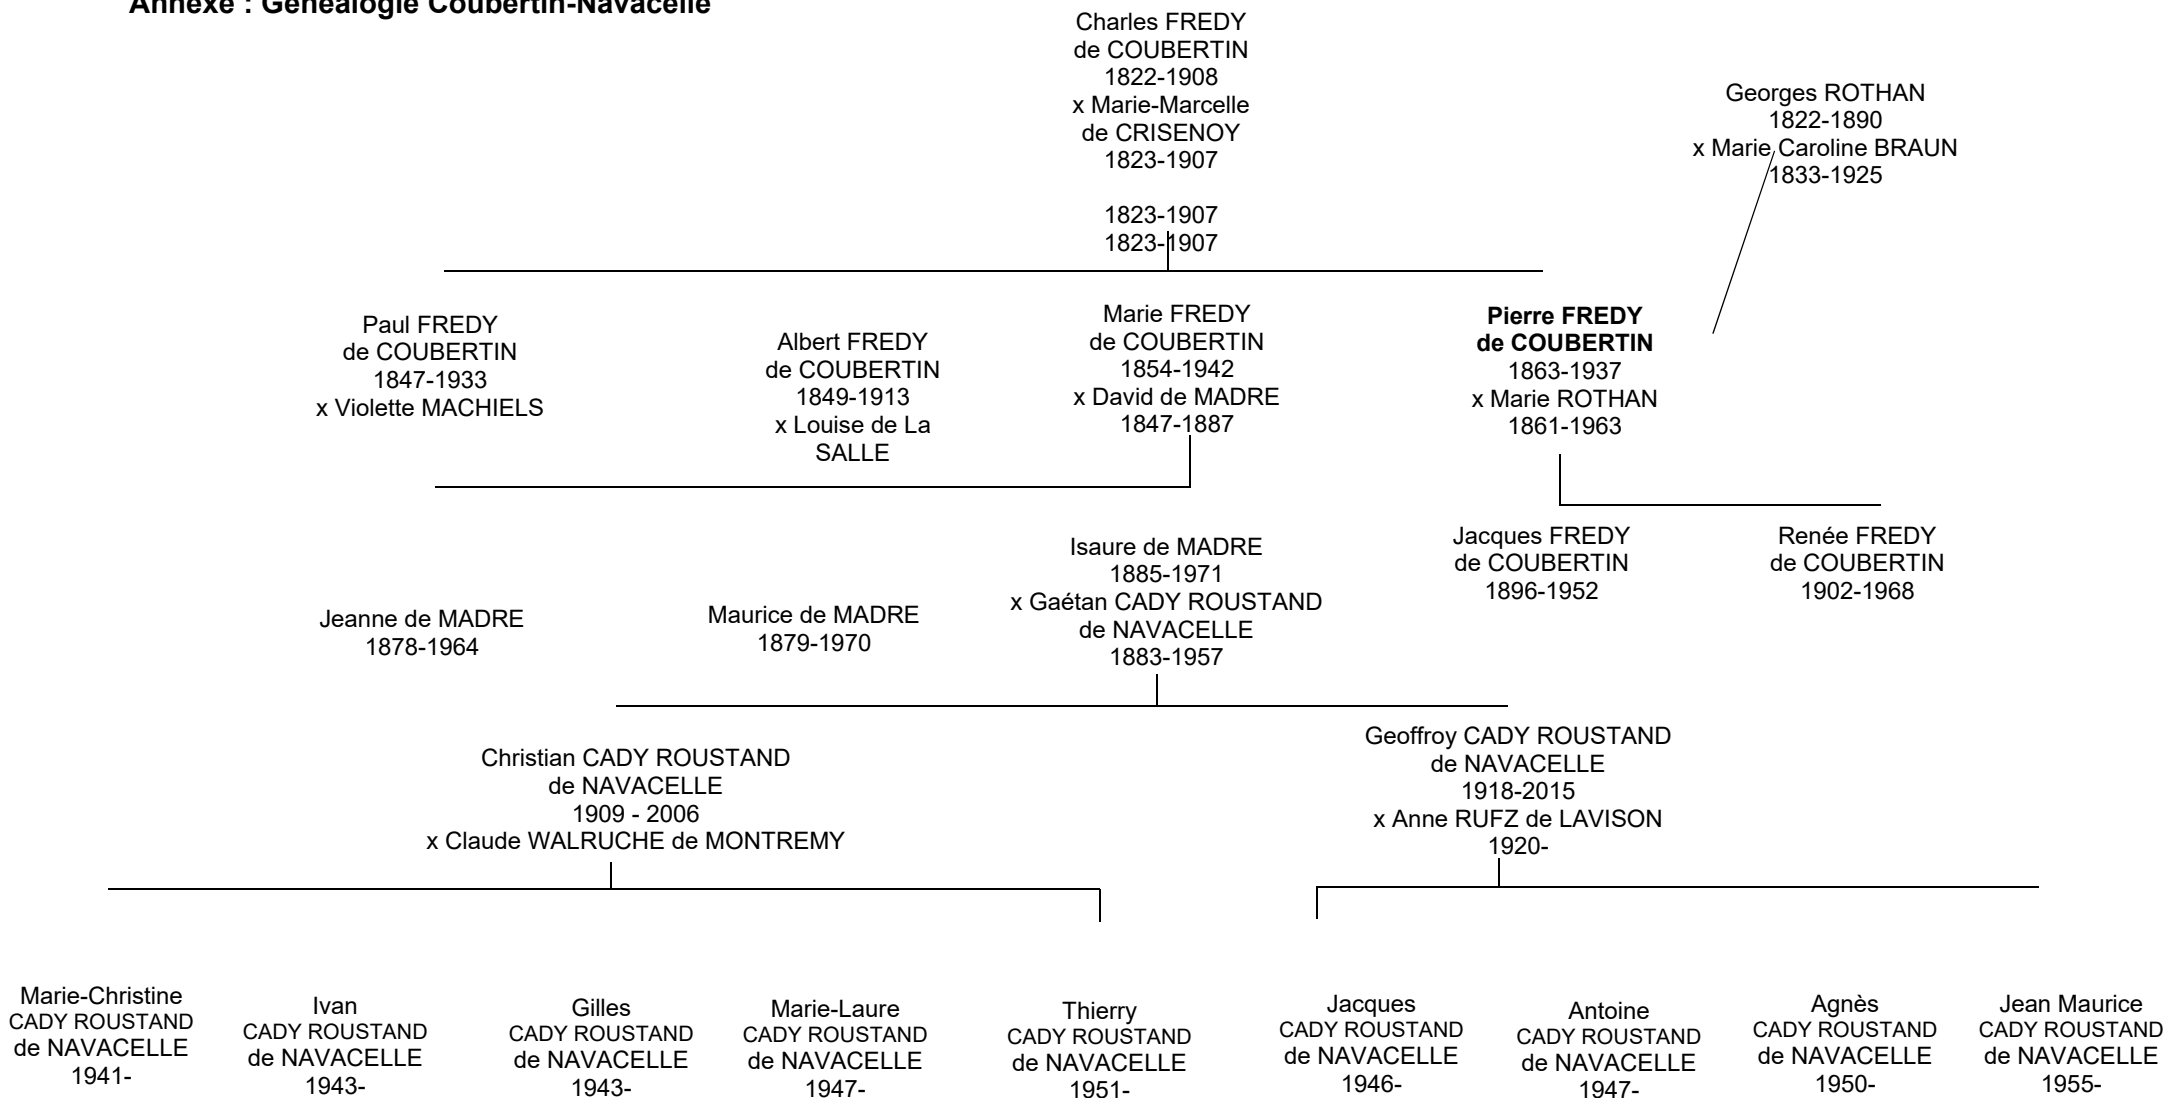 Annexe : Généalogie Coubertin-Navacelle
Charles FREDY
de COUBERTIN
1822-1908
x Marie-Marcelle
de CRISENOY
1823-1907
1823-1907
1823-1907
Georges ROTHAN
1822-1890
x Marie Caroline BRAUN
1833-1925
Paul FREDY
de COUBERTIN
1847-1933
x Violette MACHIELS
Albert FREDY
de COUBERTIN
1849-1913
x Louise de La
SALLE
Marie FREDY
de COUBERTIN
1854-1942
x David de MADRE
1847-1887
Pierre FREDY
de COUBERTIN
1863-1937
x Marie ROTHAN
1861-1963
Jeanne de MADRE
1878-1964
Maurice de MADRE
1879-1970
Isaure de MADRE
1885-1971
x Gaétan CADY ROUSTAND
de NAVACELLE
1883-1957
Jacques FREDY
de COUBERTIN
1896-1952
Renée FREDY
de COUBERTIN
1902-1968
Christian CADY ROUSTAND
de NAVACELLE
1909 - 2006
x Claude WALRUCHE de MONTREMY
Geoffroy CADY ROUSTAND
de NAVACELLE
1918-2015
x Anne RUFZ de LAVISON
1920-
Marie-Christine
CADY ROUSTAND
de NAVACELLE
1941-
Ivan
CADY ROUSTAND
de NAVACELLE
1943-
Gilles
CADY ROUSTAND
de NAVACELLE
1943-
Marie-Laure
CADY ROUSTAND
de NAVACELLE
1947-
Thierry
CADY ROUSTAND
de NAVACELLE
1951-
Jacques
CADY ROUSTAND
de NAVACELLE
1946-
Antoine
CADY ROUSTAND
de NAVACELLE
1947-
Agnès
CADY ROUSTAND
de NAVACELLE
1950-
Jean Maurice
CADY ROUSTAND
de NAVACELLE
1955-